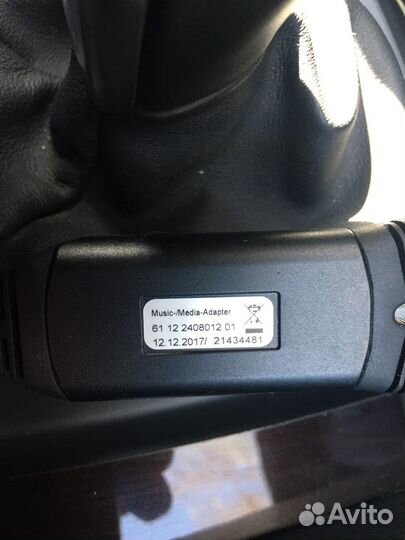 Music-/Media-Adapter
61 12 2408012 01
12.12.2017/ 21434481
Avito